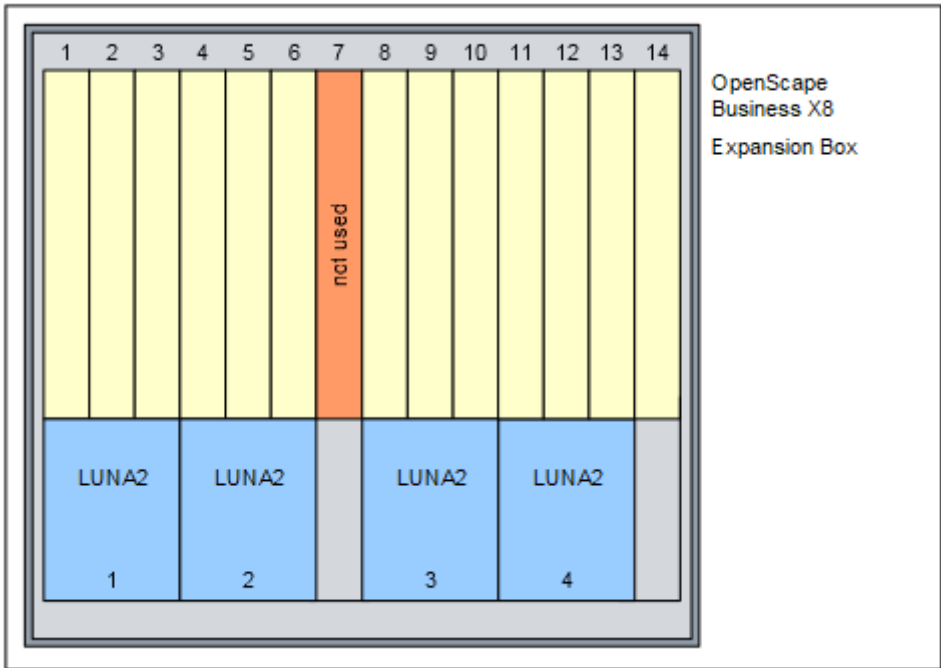 1 2 3 4 5 6 7 8 9 10 11 12 13 14
OpenScape
Business X8
Expansion Box
not used
LUNA2 LUNA2 LUNA2 LUNA2
1 2 3 4